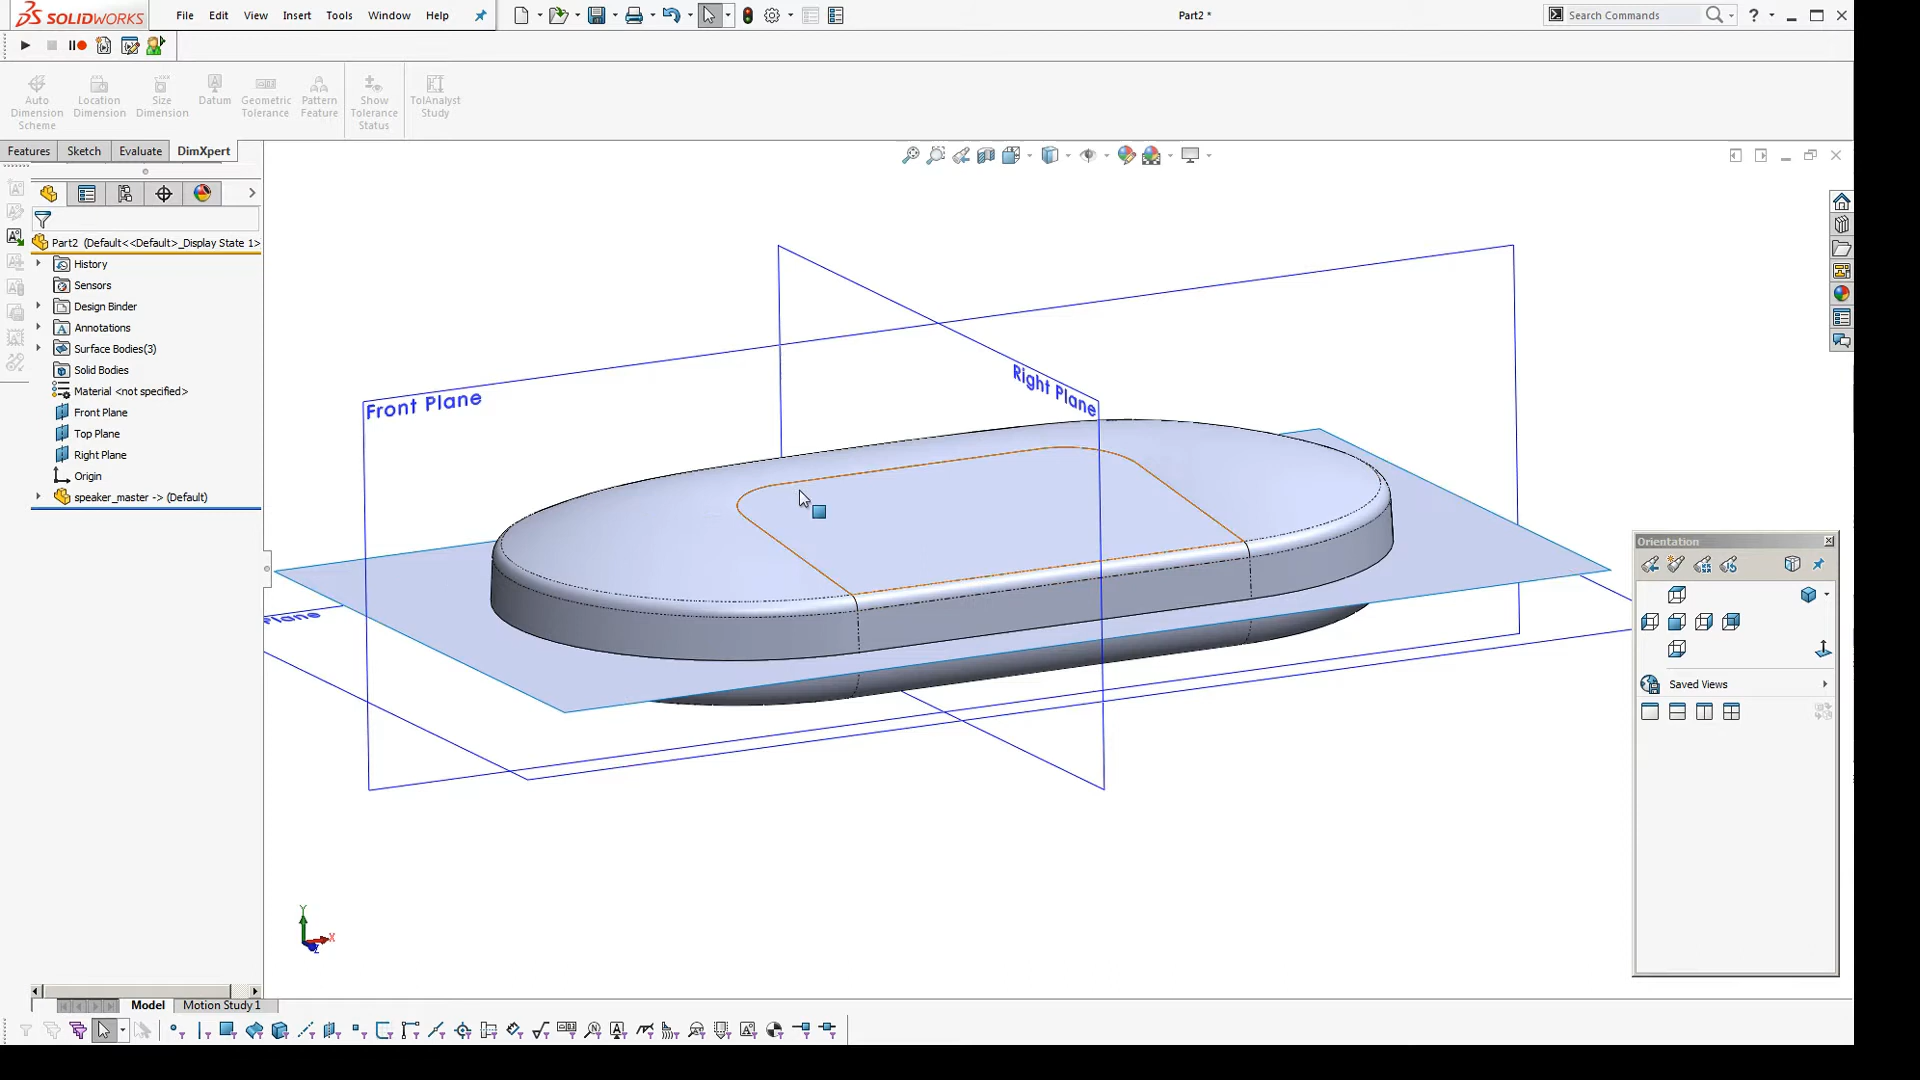 SOLIDWORKS
File Edit View Insert Tools Window Help
Part2 *
Search Commands
?
Auto Dimension Scheme
Location Dimension
Size Dimension
Datum
Geometric Tolerance
Pattern Feature
Show Tolerance Status
TolAnalyst Study
Features Sketch Evaluate DimXpert
Part2 (Default<<Default>_Display State 1>
History
Sensors
Design Binder
Annotations
Surface Bodies(3)
Solid Bodies
Material <not specified>
Front Plane
Top Plane
Right Plane
Origin
speaker_master -> (Default)
Front Plane
Right Plane
Plane
Orientation
Saved Views
Y
X
Z
Model Motion Study 1